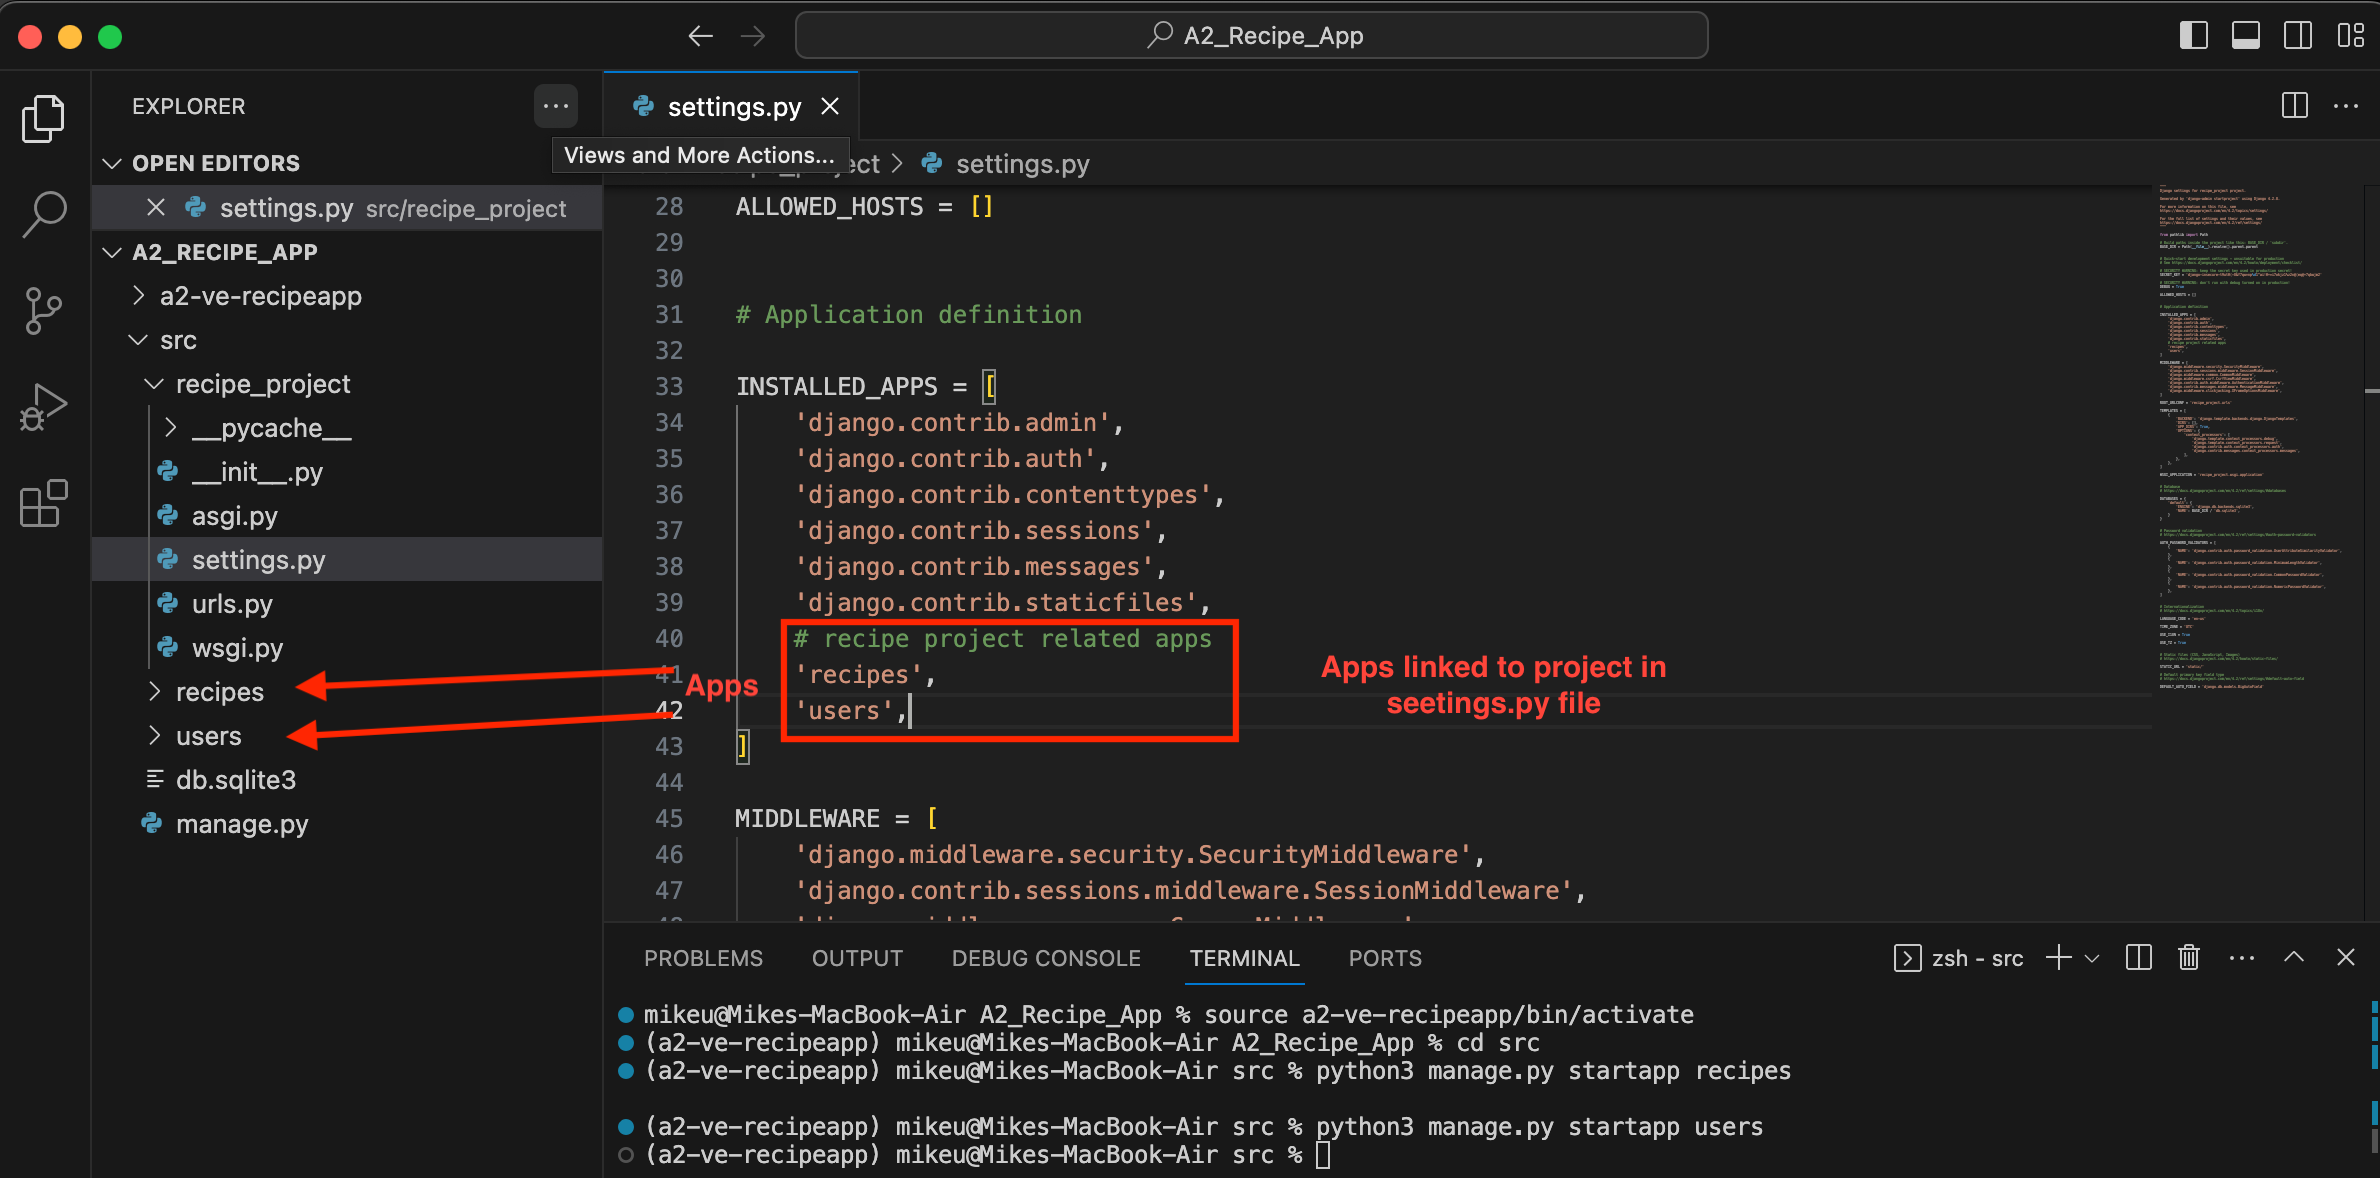 A2_Recipe_App
EXPLORER
settings.py
Views and More Actions...
ect > settings.py
OPEN EDITORS
settings.py src/recipe_project
A2_RECIPE_APP
a2-ve-recipeapp
src
recipe_project
__pycache__
__init__.py
asgi.py
settings.py
urls.py
wsgi.py
recipes
users
db.sqlite3
manage.py
28 ALLOWED_HOSTS = []
29
30
31 # Application definition
32
33 INSTALLED_APPS = [
34 'django.contrib.admin',
35 'django.contrib.auth',
36 'django.contrib.contenttypes',
37 'django.contrib.sessions',
38 'django.contrib.messages',
39 'django.contrib.staticfiles',
40 # recipe project related apps
41 'recipes',
42 'users',
43 ]
44
45 MIDDLEWARE = [
46 'django.middleware.security.SecurityMiddleware',
47 'django.contrib.sessions.middleware.SessionMiddleware',
Apps
Apps linked to project in
seetings.py file
PROBLEMS OUTPUT DEBUG CONSOLE TERMINAL PORTS
zsh - src
mikeu@Mikes-MacBook-Air A2_Recipe_App % source a2-ve-recipeapp/bin/activate
(a2-ve-recipeapp) mikeu@Mikes-MacBook-Air A2_Recipe_App % cd src
(a2-ve-recipeapp) mikeu@Mikes-MacBook-Air src % python3 manage.py startapp recipes
(a2-ve-recipeapp) mikeu@Mikes-MacBook-Air src % python3 manage.py startapp users
(a2-ve-recipeapp) mikeu@Mikes-MacBook-Air src %